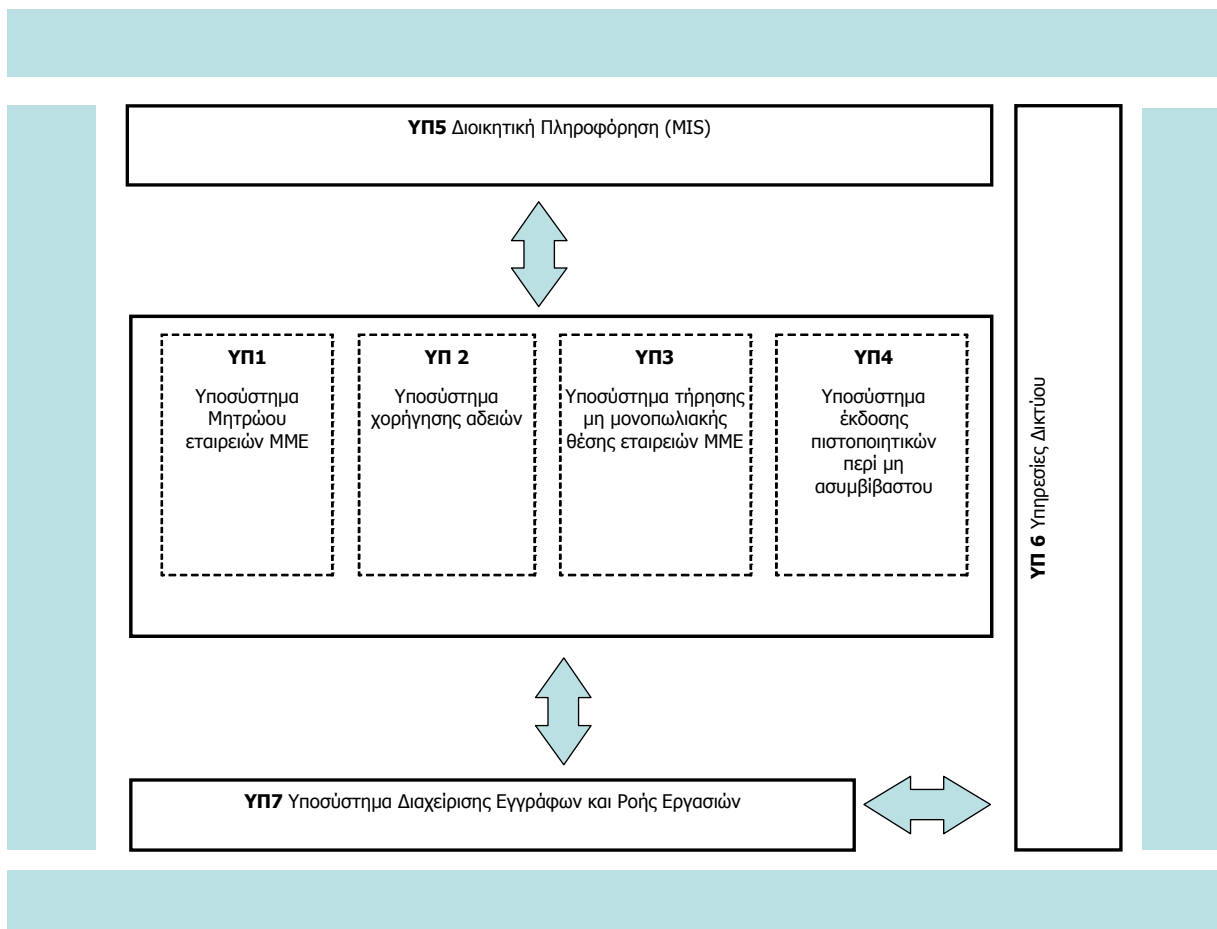 ΥΠ5 Διοικητική Πληροφόρηση (MIS)
ΥΠ1
Υποσύστημα
Μητρώου
εταιρειών ΜΜΕ
ΥΠ 2
Υποσύστημα
χορήγησης αδειών
ΥΠ3
Υποσύστημα τήρησης
μη μονοπωλιακής
θέσης εταιρειών ΜΜΕ
ΥΠ4
Υποσύστημα
έκδοσης
πιστοποιητικών
περί μη
ασυμβίβαστου
ΥΠ 6 Υπηρεσίες Δικτύου
ΥΠ7 Υποσύστημα Διαχείρισης Εγγράφων και Ροής Εργασιών